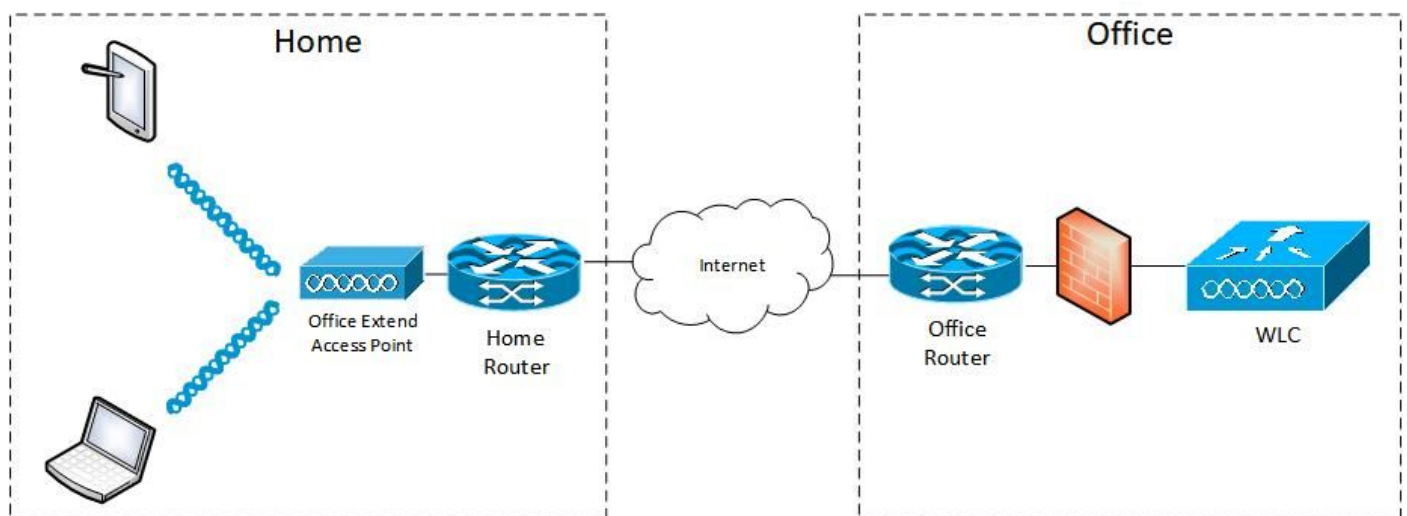 Home
Office
Internet
Office Extend
Access Point
Home
Router
Office
Router
WLC